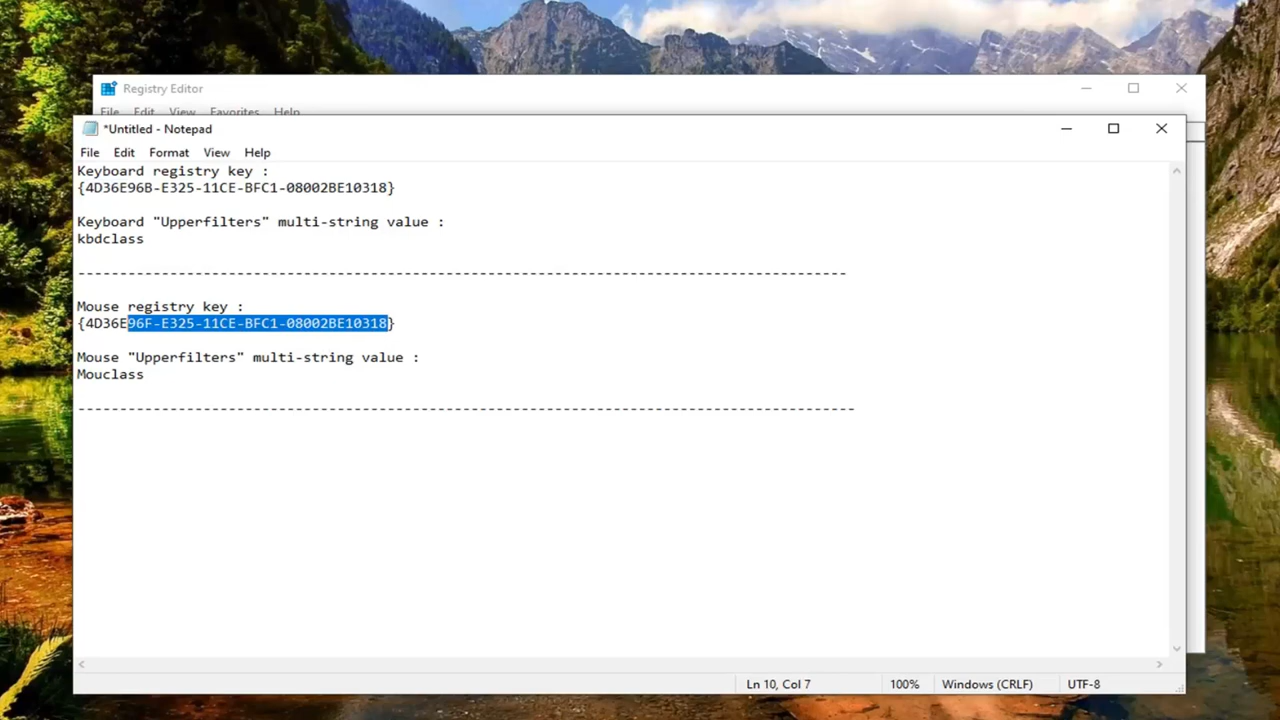 Registry Editor
File Edit View Favorites Help
*Untitled - Notepad
File Edit Format View Help
Keyboard registry key :
{4D36E96B-E325-11CE-BFC1-08002BE10318}
Keyboard "Upperfilters" multi-string value :
kbdclass
--------------------------------------------------------------------------------------------
Mouse registry key :
{4D36E96F-E325-11CE-BFC1-08002BE10318}
Mouse "Upperfilters" multi-string value :
Mouclass
---------------------------------------------------------------------------------------------
Ln 10, Col 7 100% Windows (CRLF) UTF-8